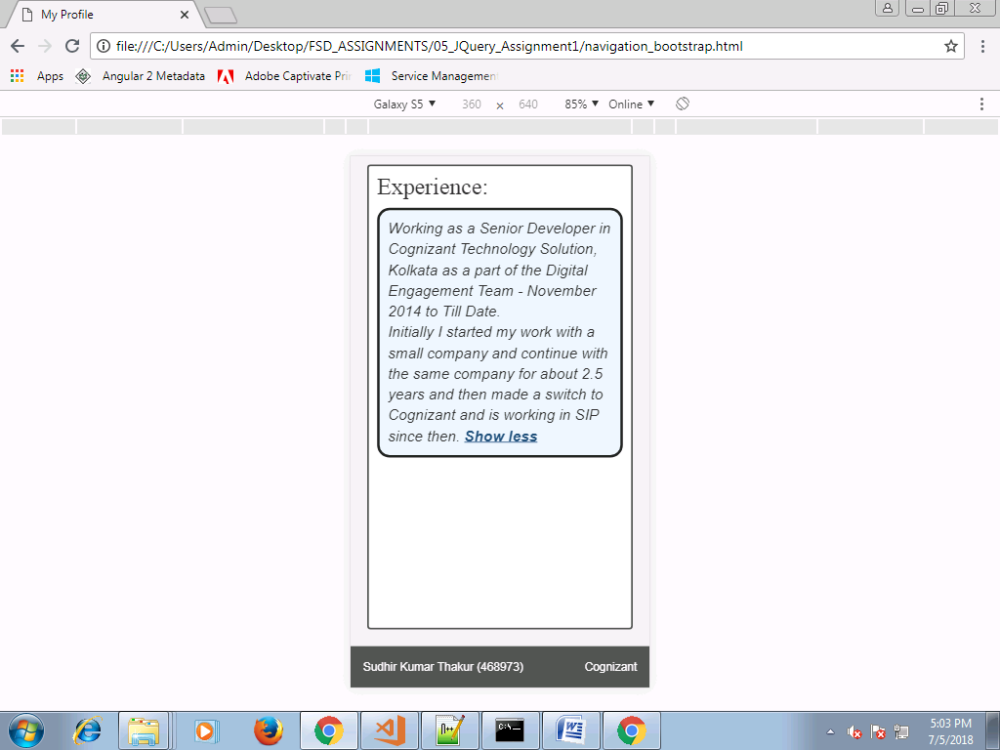 My Profile
file:///C:/Users/Admin/Desktop/FSD_ASSIGNMENTS/05_JQuery_Assignment1/navigation_bootstrap.html
Apps Angular 2 Metadata Adobe Captivate Prin Service Management
Galaxy S5 ▼ 360 x 640 85% ▼ Online ▼
Experience:
Working as a Senior Developer in
Cognizant Technology Solution,
Kolkata as a part of the Digital
Engagement Team - November
2014 to Till Date.
Initially I started my work with a
small company and continue with
the same company for about 2.5
years and then made a switch to
Cognizant and is working in SIP
since then. Show less
Sudhir Kumar Thakur (468973) Cognizant
5:03 PM
7/5/2018